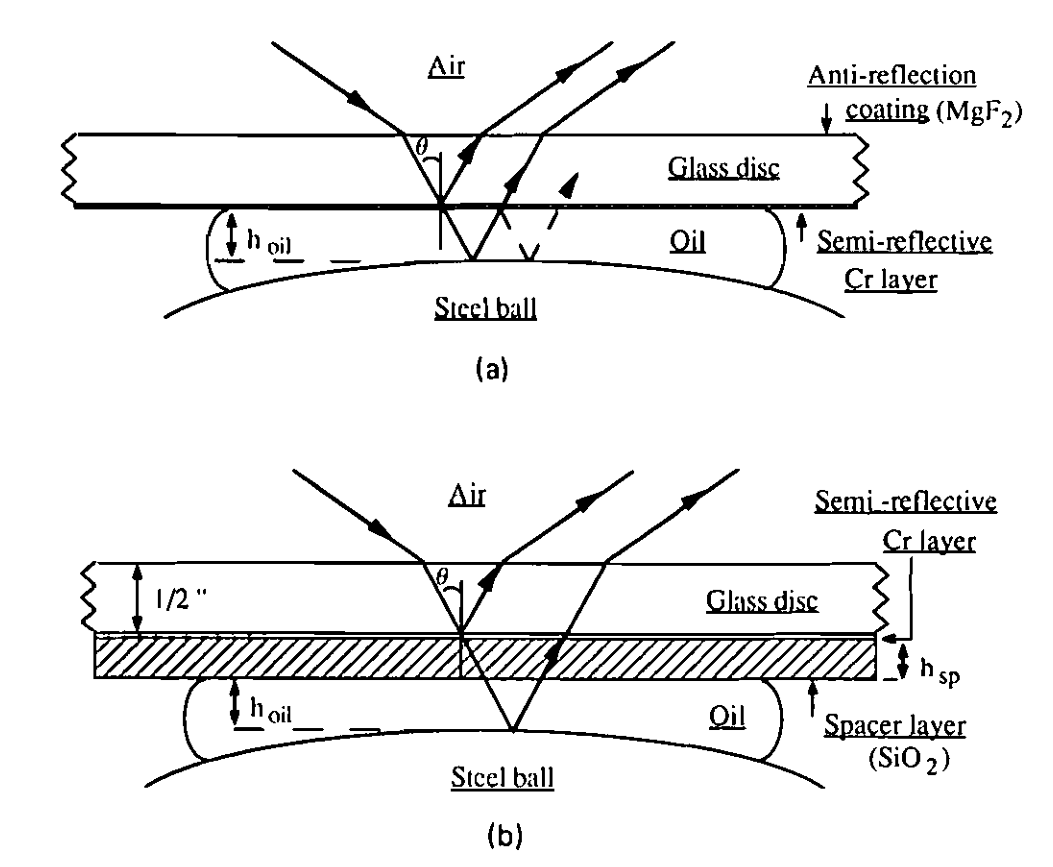 Air
Anti-reflection
coating (MgF2)
θ
Glass disc
h oil
Oil
Semi-reflective
Cr layer
Steel ball
(a)
Air
Semi-reflective
Cr layer
θ
1/2 "
Glass disc
h sp
h oil
Oil
Spacer layer
(SiO2)
Steel ball
(b)